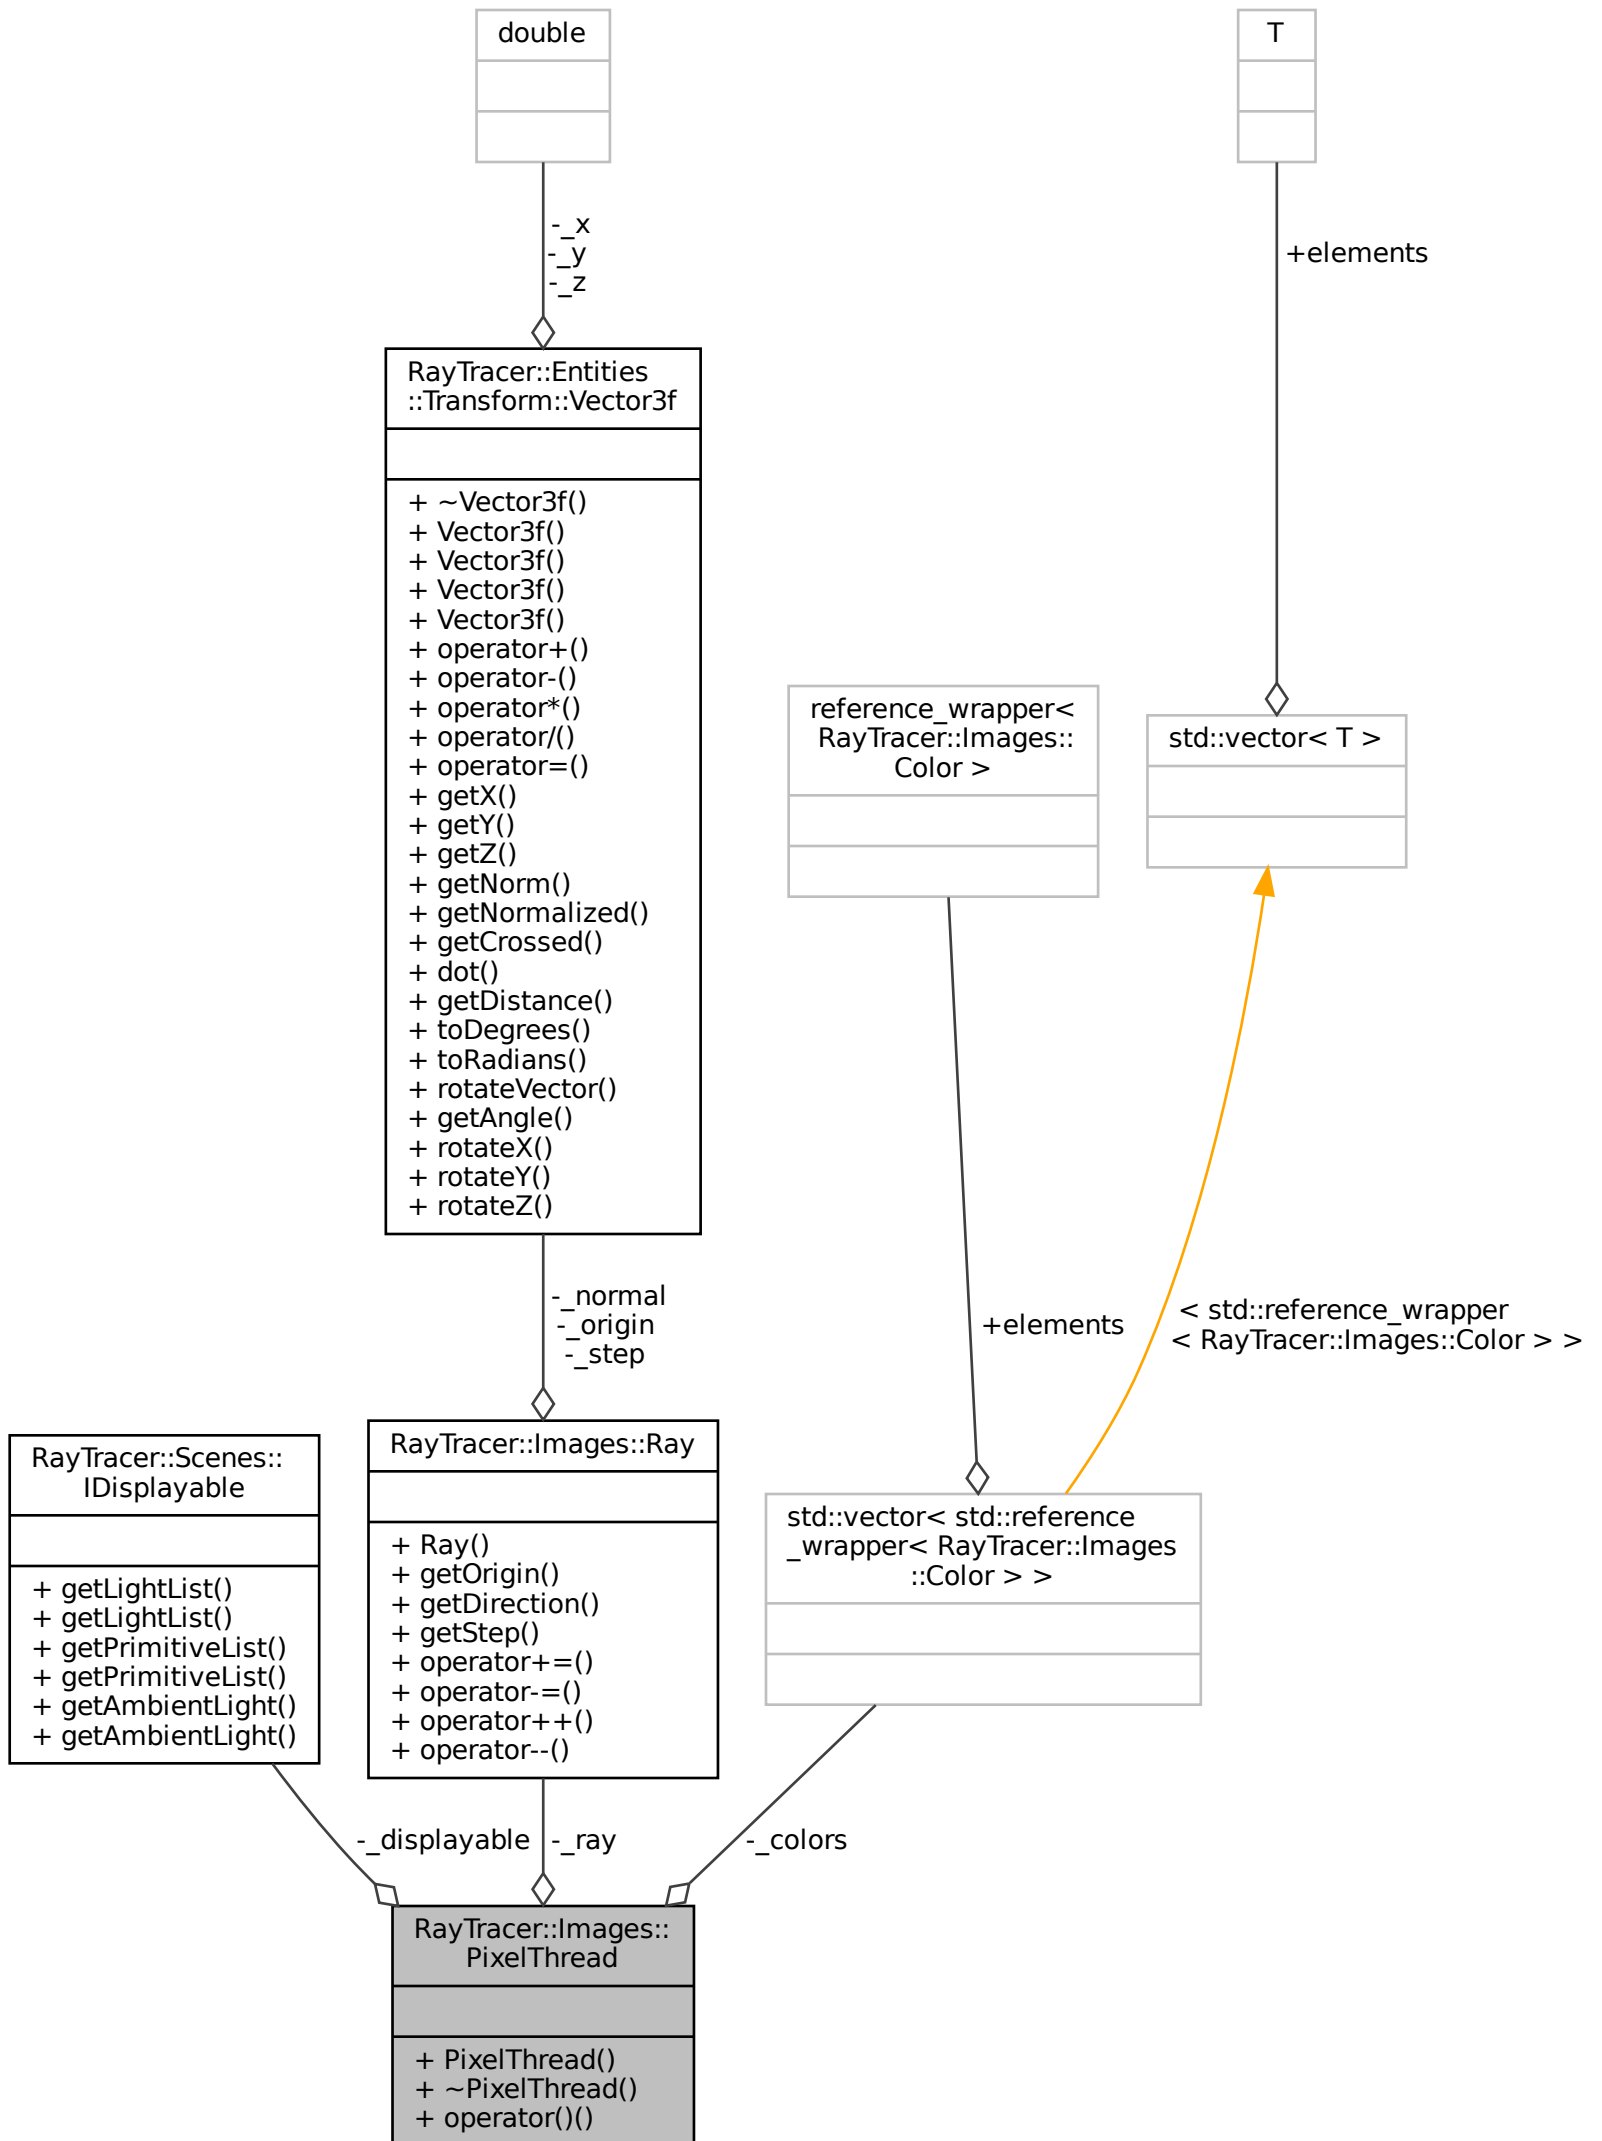 double
T
-_x
-_y
-_z
+elements
RayTracer::Entities
::Transform::Vector3f
+ ~Vector3f()
+ Vector3f()
+ Vector3f()
+ Vector3f()
+ Vector3f()
+ operator+()
+ operator-()
+ operator*()
+ operator/()
+ operator=()
+ getX()
+ getY()
+ getZ()
+ getNorm()
+ getNormalized()
+ getCrossed()
+ dot()
+ getDistance()
+ toDegrees()
+ toRadians()
+ rotateVector()
+ getAngle()
+ rotateX()
+ rotateY()
+ rotateZ()
reference_wrapper<
RayTracer::Images::
Color >
std::vector< T >
-_normal
-_origin
-_step
+elements
< std::reference_wrapper
< RayTracer::Images::Color > >
RayTracer::Scenes::
IDisplayable
+ getLightList()
+ getLightList()
+ getPrimitiveList()
+ getPrimitiveList()
+ getAmbientLight()
+ getAmbientLight()
RayTracer::Images::Ray
+ Ray()
+ getOrigin()
+ getDirection()
+ getStep()
+ operator+=()
+ operator-=()
+ operator++()
+ operator--()
std::vector< std::reference
_wrapper< RayTracer::Images
::Color > >
-_displayable
-_ray
-_colors
RayTracer::Images::
PixelThread
+ PixelThread()
+ ~PixelThread()
+ operator()()